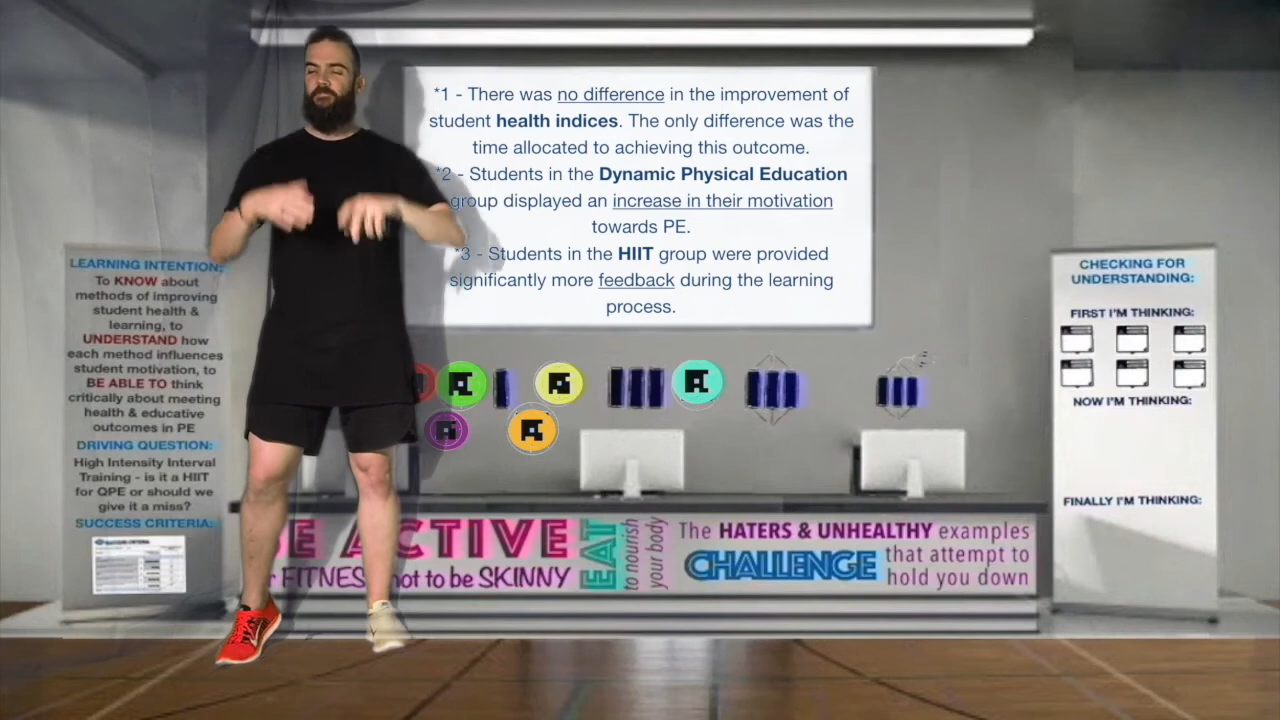 *1 - There was no difference in the improvement of
student health indices. The only difference was the
time allocated to achieving this outcome.
*2 - Students in the Dynamic Physical Education
group displayed an increase in their motivation
towards PE.
*3 - Students in the HIIT group were provided
significantly more feedback during the learning
process.
LEARNING INTENTION:
To KNOW about
methods of improving
student health &
learning, to
UNDERSTAND how
each method influences
student motivation, to
BE ABLE TO think
critically about meeting
health & educative
outcomes in PE
DRIVING QUESTION:
High Intensity Interval
Training - is it a HIIT
for QPE or should we
give it a miss?
SUCCESS CRITERIA:
CHECKING FOR
UNDERSTANDING:
FIRST I'M THINKING:
NOW I'M THINKING:
FINALLY I'M THINKING:
BE ACTIVE
FITNESS not to be SKINNY
EAT
to nourish
your body
The HATERS & UNHEALTHY examples
CHALLENGE that attempt to
hold you down